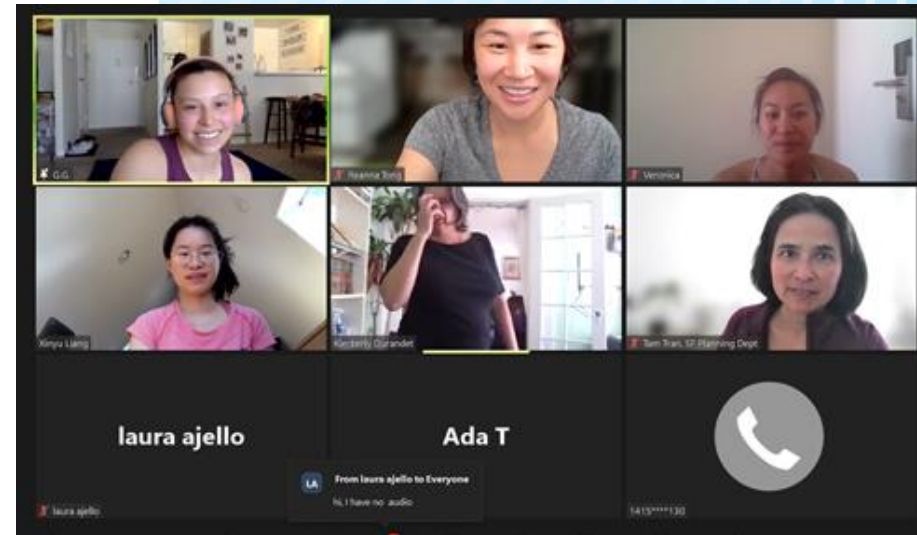 G.G.
Reanna Tong
Veronica
Xinyu Liang
Kimberly Durandet
Tam Tran, SF Planning Dept
laura ajello
Ada T
LA
From laura ajello to Everyone
hi, I have no audio
laura ajello
1415****130